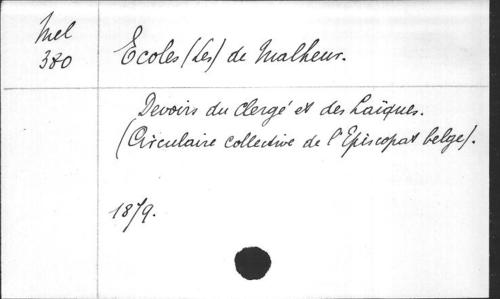 Mel
380
Ecoles (Les) de Malheur.
Devoirs du Clergé et des Laïques.
(Circulaire collective de l'Episcopat belge).
1879.